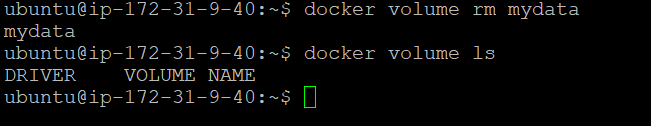 ubuntu@ip-172-31-9-40:~$ docker volume rm mydata
mydata
ubuntu@ip-172-31-9-40:~$ docker volume ls
DRIVER    VOLUME NAME
ubuntu@ip-172-31-9-40:~$